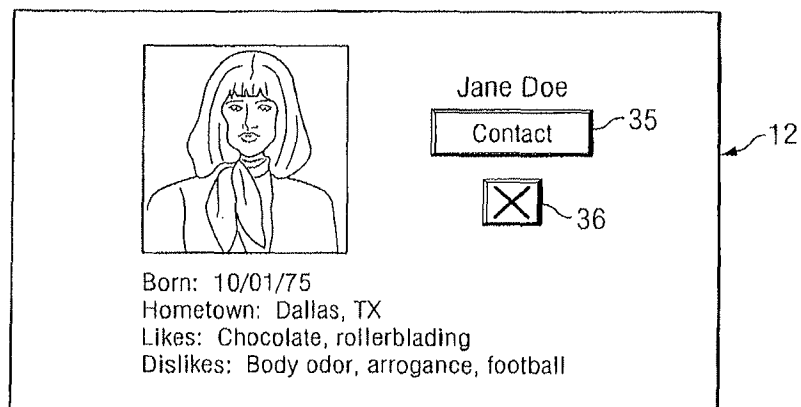 Jane Doe
Contact
35
12
36
Born: 10/01/75
Hometown: Dallas, TX
Likes: Chocolate, rollerblading
Dislikes: Body odor, arrogance, football